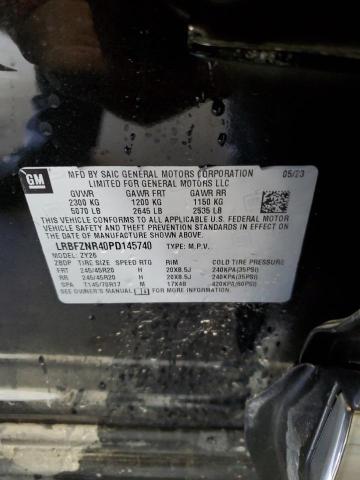 GM
MFD BY SAIC GENERAL MOTORS CORPORATION 05/23
LIMITED FOR GENERAL MOTORS LLC
GVWR GAWR FRT GAWR RR
2300 KG 1200 KG 1150 KG
5070 LB 2645 LB 2535 LB
THIS VEHICLE CONFORMS TO ALL APPLICABLE U.S.
FEDERAL MOTOR VEHICLE SAFETY, BUMPER, AND THEFT
PREVENTION STANDARDS IN EFFECT ON THE DATE OF
MANUFACTURE SHOWN ABOVE.
LRBFZNR40PD145740 TYPE: M.P.V.
MODEL: ZY26
ZBDP TIRE SIZE SPEED RTG RIM COLD TIRE PRESSURE
FRT 245/45R20 H 20X8.5J 240KPA(35PSI)
RR 245/45R20 H 20X8.5J 240KPA(35PSI)
SPA T145/70R17 M 17X4B 420KPA(60PSI)
SEE OWNER'S MANUAL FOR MORE INFORMATION.